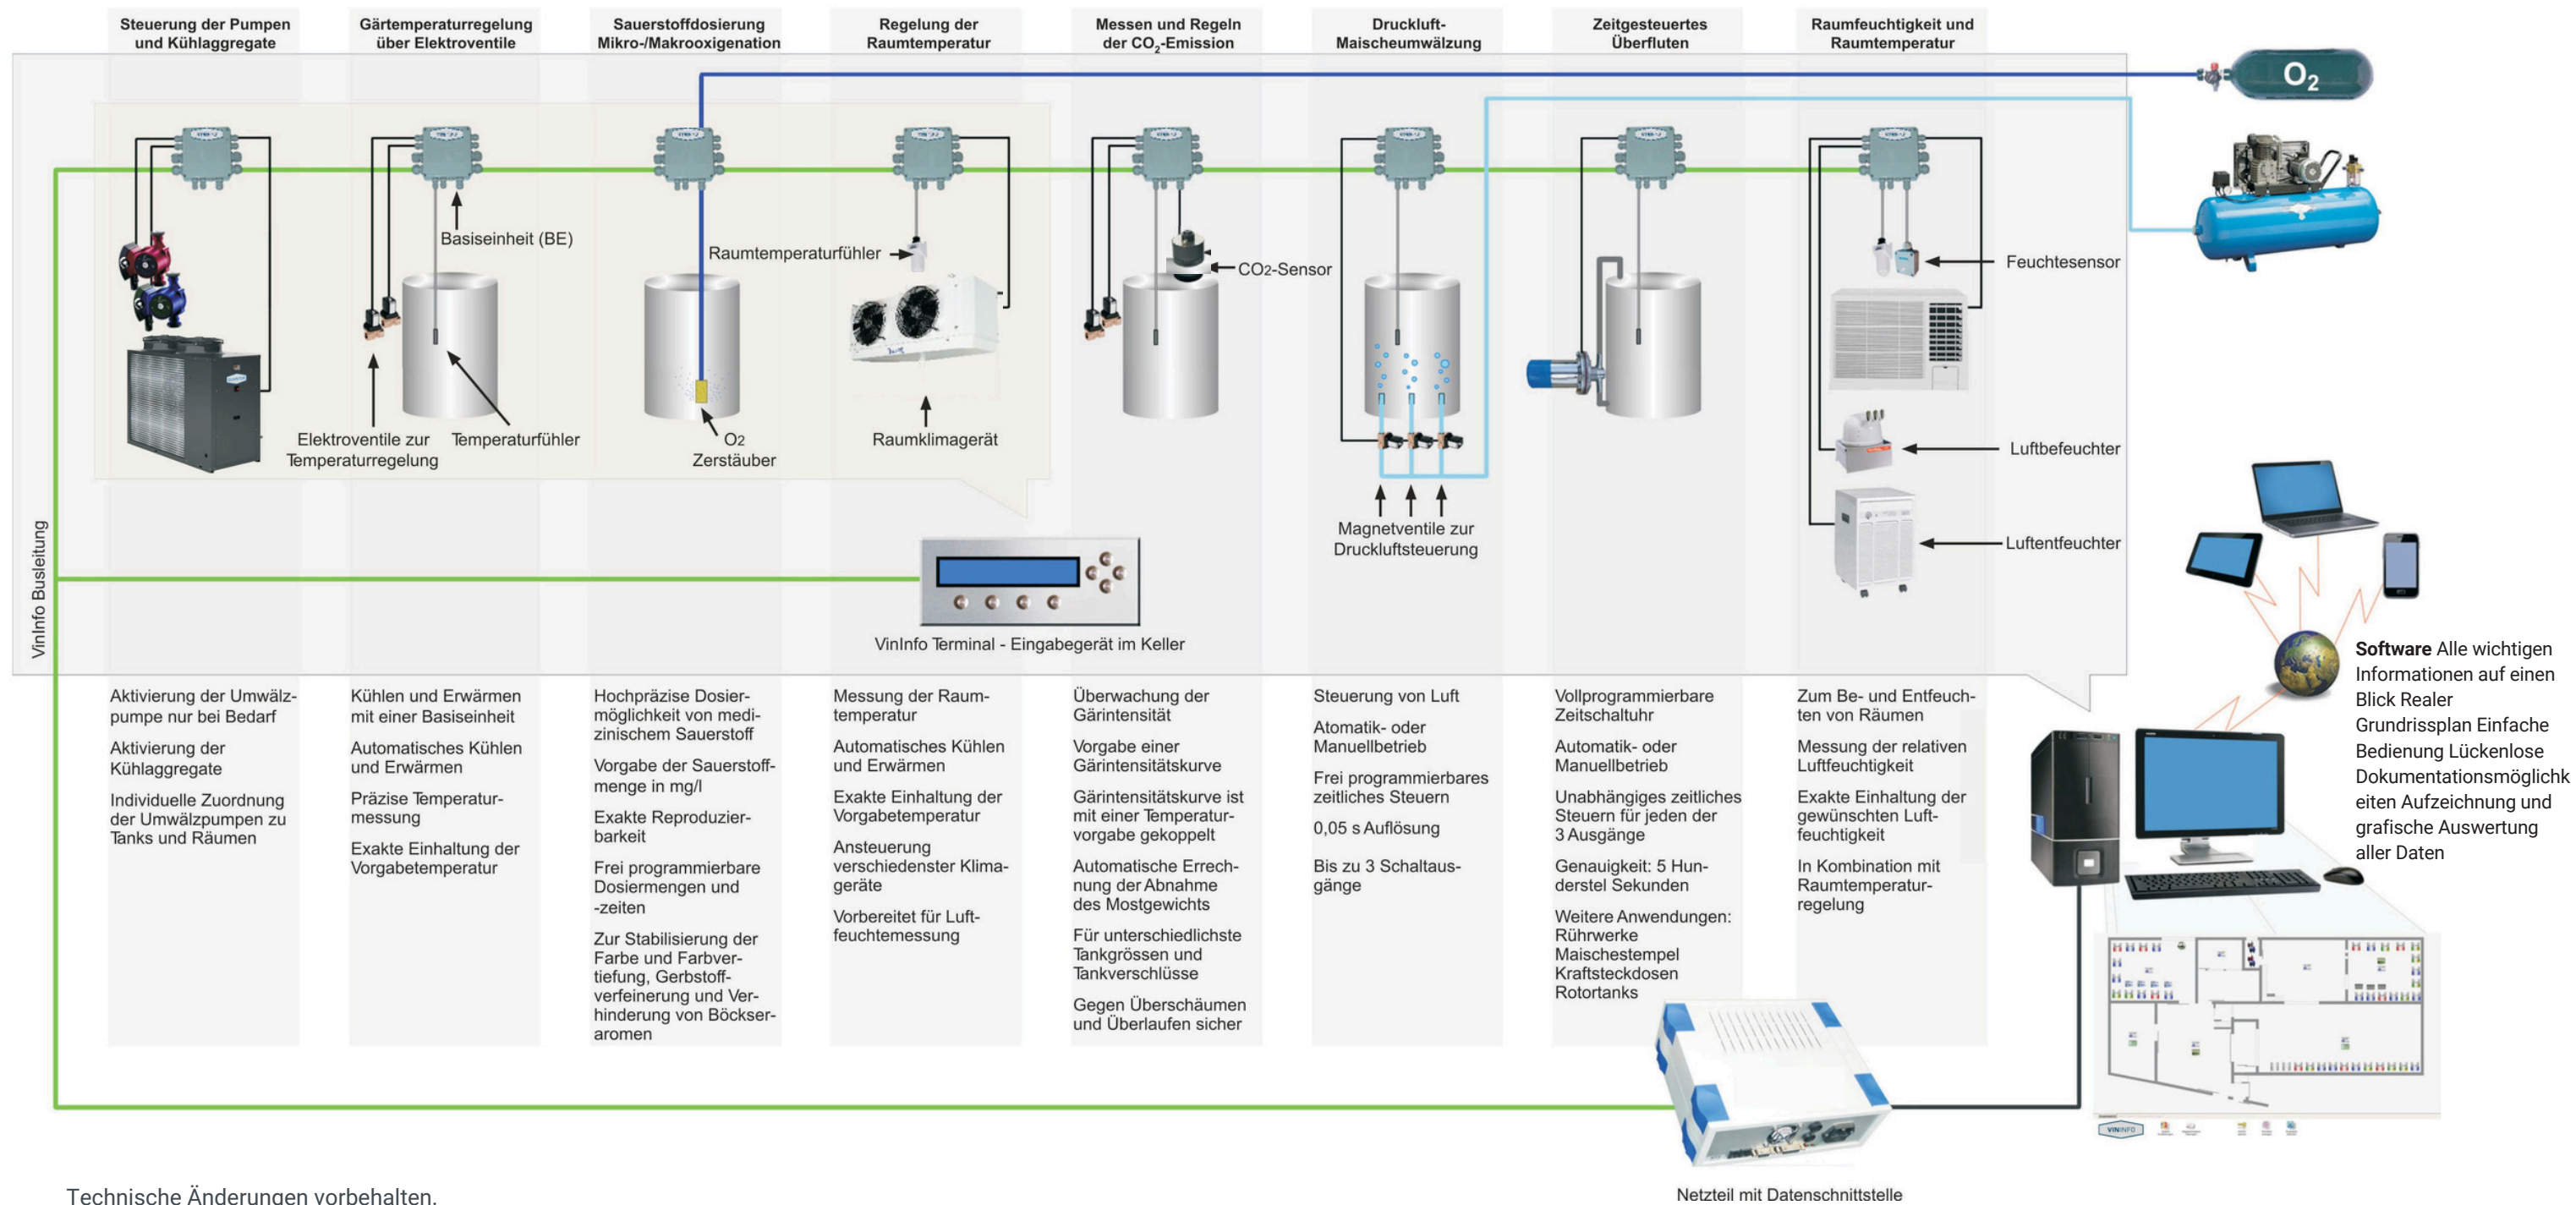 Steuerung der Pumpen
und Kühlaggregate
Gärtemperaturregelung
über Elektroventile
Sauerstoffdosierung
Mikro-/Makrooxigenation
Regelung der
Raumtemperatur
Messen und Regeln
der CO₂-Emission
Druckluft-
Maischeumwälzung
Zeitgesteuertes
Überfluten
Raumfeuchtigkeit und
Raumtemperatur
O₂
Basiseinheit (BE)
Raumtemperaturfühler
CO2-Sensor
Feuchtesensor
Elektroventile zur
Temperaturregelung
Temperaturfühler
O2
Zerstäuber
Raumklimagerät
Luftbefeuchter
Magnetventile zur
Druckluftsteuerung
Luftentfeuchter
VinInfo Busleitung
VinInfo Terminal - Eingabegerät im Keller
Aktivierung der Umwälz-
pumpe nur bei Bedarf
Aktivierung der
Kühlaggregate
Individuelle Zuordnung
der Umwälzpumpen zu
Tanks und Räumen
Kühlen und Erwärmen
mit einer Basiseinheit
Automatisches Kühlen
und Erwärmen
Präzise Temperatur-
messung
Exakte Einhaltung der
Vorgabetemperatur
Hochpräzise Dosier-
möglichkeit von medi-
zinischem Sauerstoff
Vorgabe der Sauerstoff-
menge in mg/l
Exakte Reproduzier-
barkeit
Frei programmierbare
Dosiermengen und
-zeiten
Zur Stabilisierung der
Farbe und Farbver-
tiefung, Gerbstoff-
verfeinerung und Ver-
hinderung von Böckser-
aromen
Messung der Raum-
temperatur
Automatisches Kühlen
und Erwärmen
Exakte Einhaltung der
Vorgabetemperatur
Ansteuerung
verschiedenster Klima-
geräte
Vorbereitet für Luft-
feuchtemessung
Überwachung der
Gärintensität
Vorgabe einer
Gärintensitätskurve
Gärintensitätskurve ist
mit einer Temperatur-
vorgabe gekoppelt
Automatische Errech-
nung der Abnahme
des Mostgewichts
Für unterschiedlichste
Tankgrössen und
Tankverschlüsse
Gegen Überschäumen
und Überlaufen sicher
Steuerung von Luft
Atomatik- oder
Manuellbetrieb
Frei programmierbares
zeitliches Steuern
0,05 s Auflösung
Bis zu 3 Schaltaus-
gänge
Vollprogrammierbare
Zeitschaltuhr
Automatik- oder
Manuellbetrieb
Unabhängiges zeitliches
Steuern für jeden der
3 Ausgänge
Genauigkeit: 5 Hun-
derstel Sekunden
Weitere Anwendungen:
Rührwerke
Maischestempel
Kraftsteckdosen
Rotortanks
Zum Be- und Entfeuch-
ten von Räumen
Messung der relativen
Luftfeuchtigkeit
Exakte Einhaltung der
gewünschten Luft-
feuchtigkeit
In Kombination mit
Raumtemperatur-
regelung
Software Alle wichtigen
Informationen auf einen
Blick Realer
Grundrissplan Einfache
Bedienung Lückenlose
Dokumentationsmöglichk
eiten Aufzeichnung und
grafische Auswertung
aller Daten
VININFO
Netzteil mit Datenschnittstelle
Technische Änderungen vorbehalten.